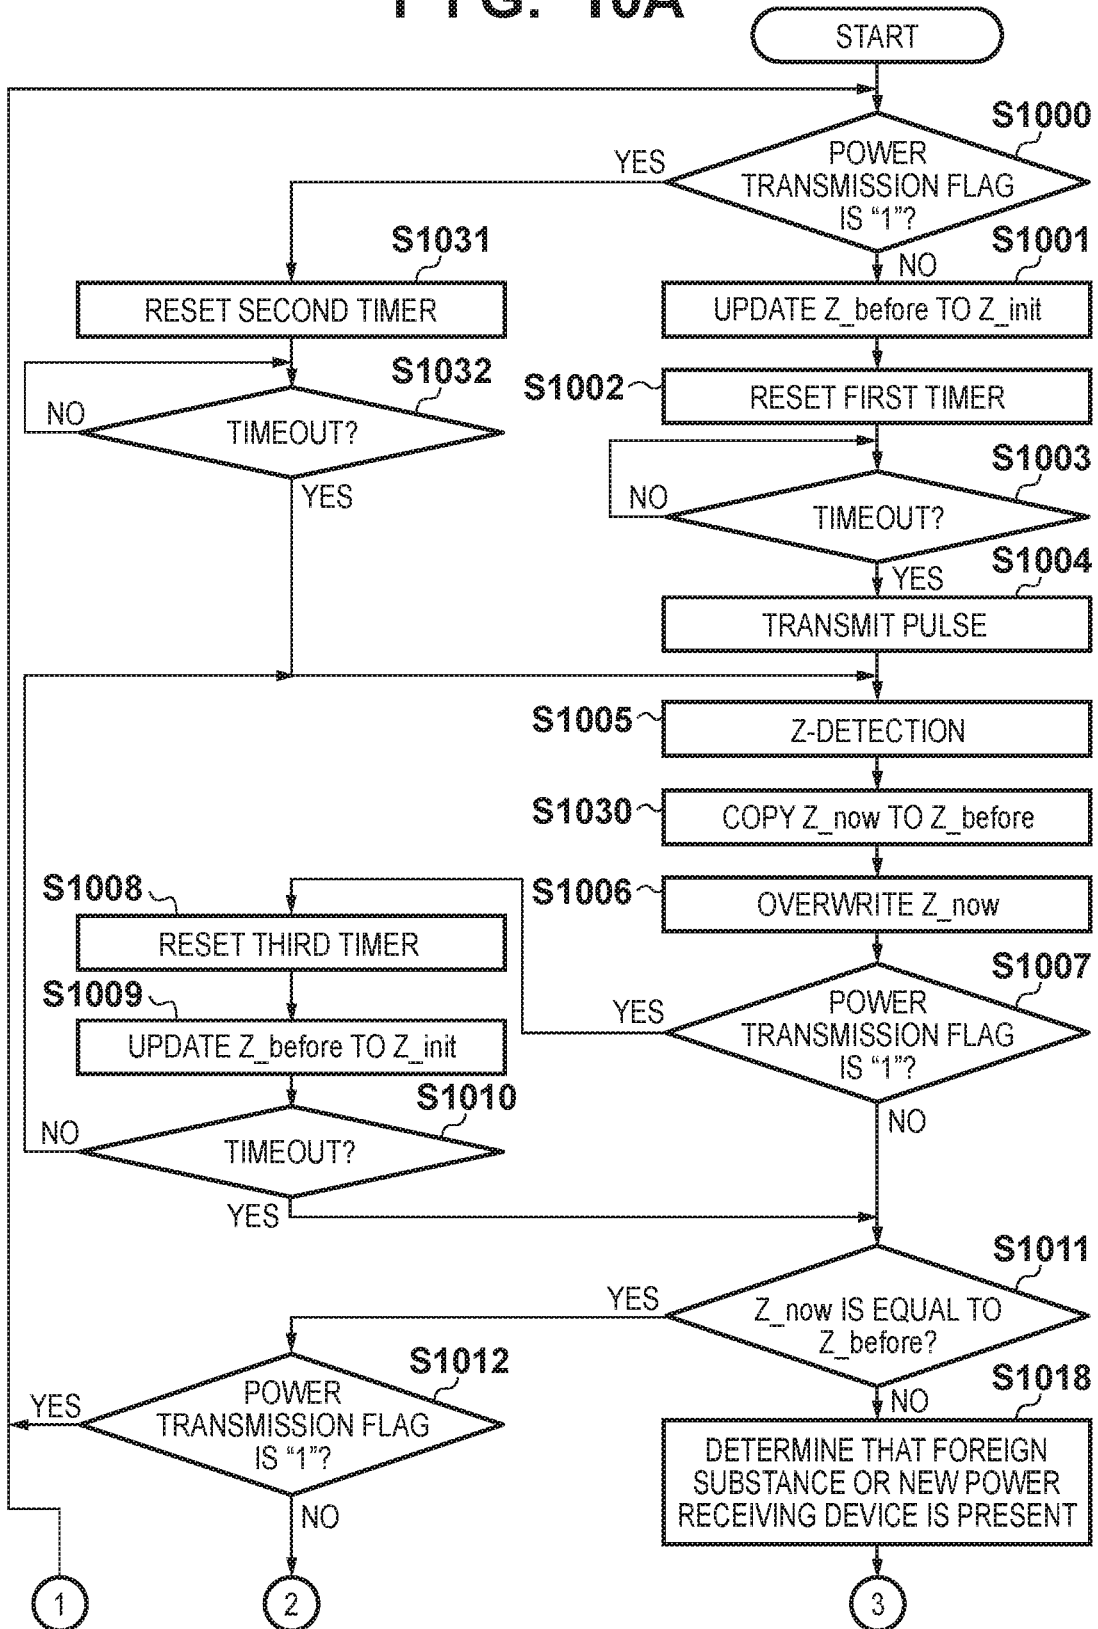 FIG. 10A
START
S1000
POWER
TRANSMISSION FLAG
IS "1"?
YES
NO
S1031
RESET SECOND TIMER
S1001
UPDATE Z_before TO Z_init
S1032
TIMEOUT?
NO
YES
S1002
RESET FIRST TIMER
S1003
TIMEOUT?
NO
YES
S1004
TRANSMIT PULSE
S1005
Z-DETECTION
S1030
COPY Z_now TO Z_before
S1006
OVERWRITE Z_now
S1007
POWER
TRANSMISSION FLAG
IS "1"?
YES
NO
S1008
RESET THIRD TIMER
S1009
UPDATE Z_before TO Z_init
S1010
TIMEOUT?
NO
YES
S1011
Z_now IS EQUAL TO
Z_before?
YES
NO
S1012
POWER
TRANSMISSION FLAG
IS "1"?
YES
NO
S1018
DETERMINE THAT FOREIGN
SUBSTANCE OR NEW POWER
RECEIVING DEVICE IS PRESENT
1
2
3